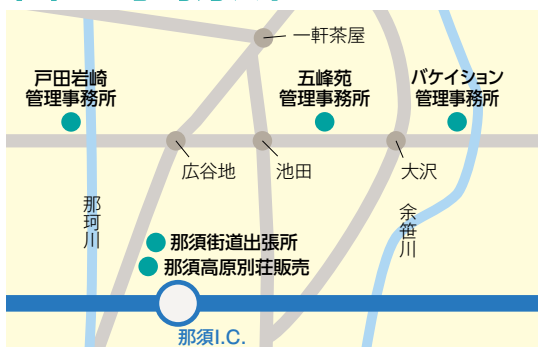 一軒茶屋
戸田岩崎
管理事務所
五峰苑
管理事務所
バケイション
管理事務所
広谷地
池田
大沢
那珂川
余笹川
那須街道出張所
那須高原別荘販売
那須I.C.